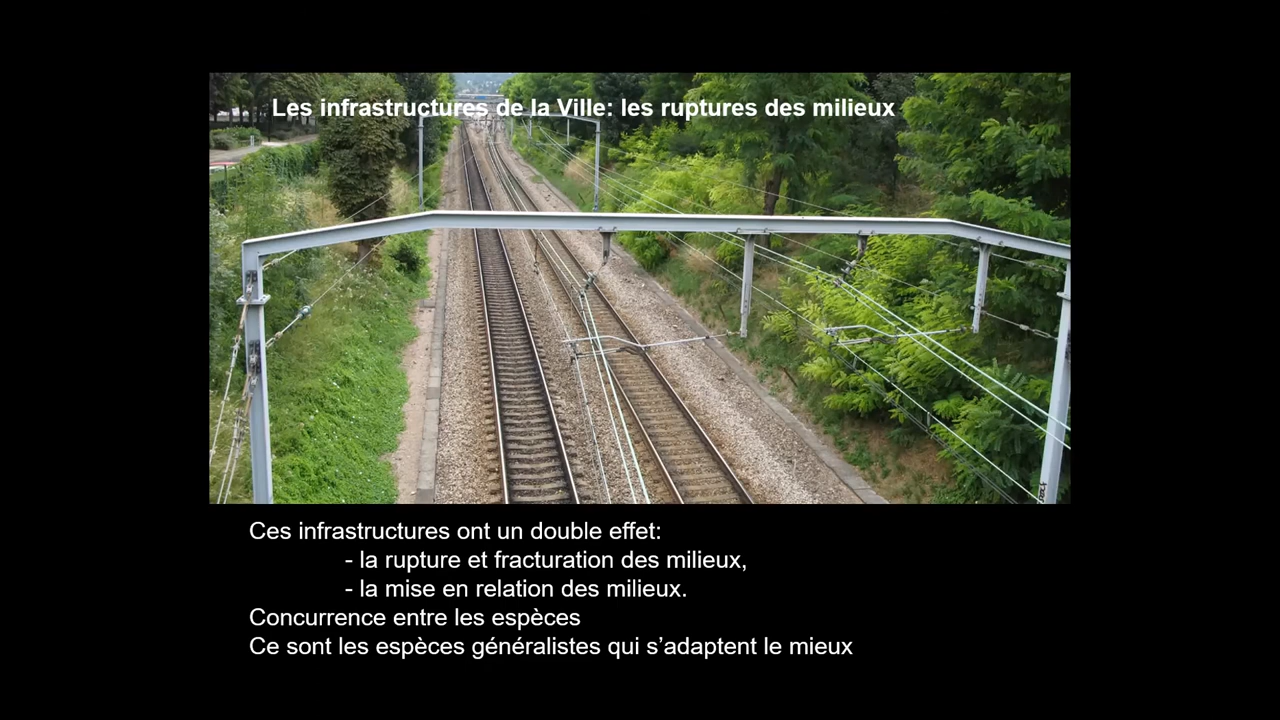 Les infrastructures de la Ville: les ruptures des milieux
Ces infrastructures ont un double effet:
- la rupture et fracturation des milieux,
- la mise en relation des milieux.
Concurrence entre les espèces
Ce sont les espèces généralistes qui s’adaptent le mieux